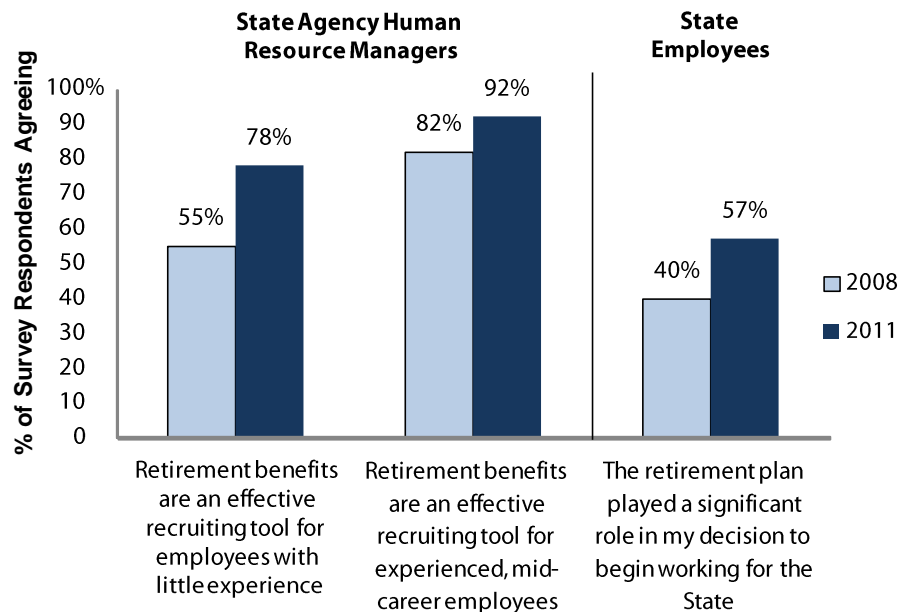 State Agency Human
Resource Managers
State
Employees
% of Survey Respondents Agreeing
100%
90
80
70
60
50
40
30
20
10
0
55%
78%
82%
92%
40%
57%
2008
2011
Retirement benefits
are an effective
recruiting tool for
employees with
little experience
Retirement benefits
are an effective
recruiting tool for
experienced, mid-
career employees
The retirement plan
played a significant
role in my decision to
begin working for the
State